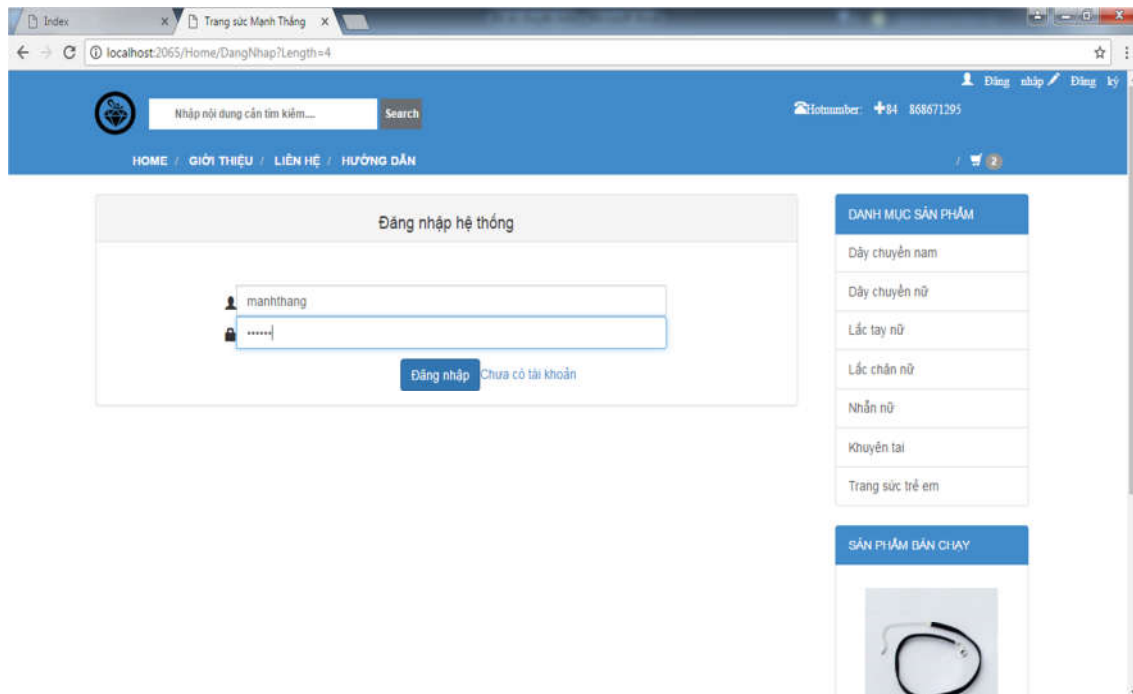 Index
Trang sức Mạnh Thắng
localhost:2065/Home/DangNhap?Length=4
Đăng nhập Đăng ký
Nhập nội dung cần tìm kiếm.... Search
Hotnumber: +84 868671295
HOME / GIỚI THIỆU / LIÊN HỆ / HƯỚNG DẪN / 2
Đăng nhập hệ thống
manhthang
••••••
Đăng nhập Chưa có tài khoản
DANH MỤC SẢN PHẨM
Dây chuyền nam
Dây chuyền nữ
Lắc tay nữ
Lắc chân nữ
Nhẫn nữ
Khuyên tai
Trang sức trẻ em
SẢN PHẨM BÁN CHẠY